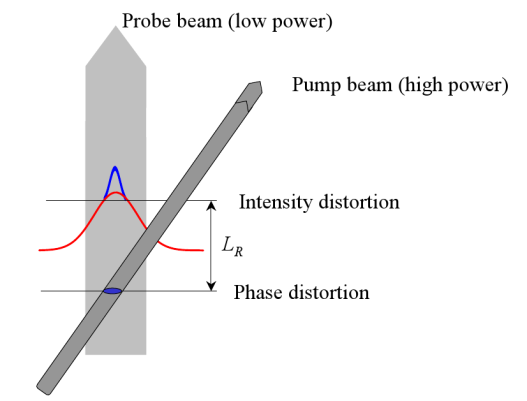 Probe beam (low power)
Pump beam (high power)
Intensity distortion
L_R
Phase distortion